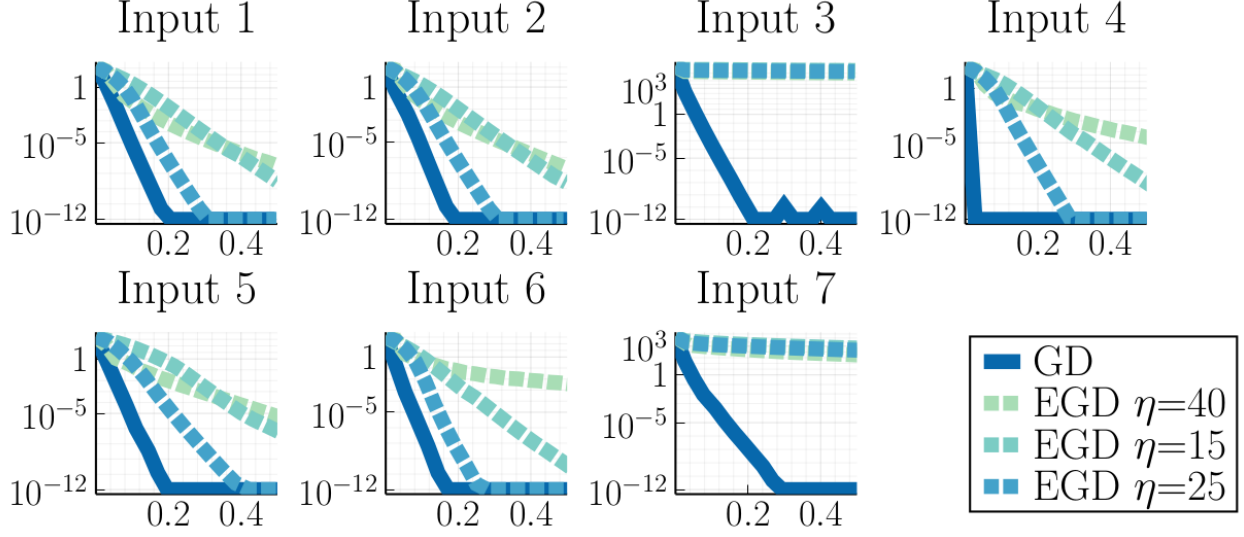 Input 1 Input 2 Input 3 Input 4
1 1 10³ 1
1
10⁻⁵ 10⁻⁵ 10⁻⁵ 10⁻⁵
10⁻¹² 10⁻¹² 10⁻¹² 10⁻¹²
0.2 0.4 0.2 0.4 0.2 0.4 0.2 0.4
Input 5 Input 6 Input 7
1 1 10³
1
10⁻⁵ 10⁻⁵ 10⁻⁵
10⁻¹² 10⁻¹² 10⁻¹²
0.2 0.4 0.2 0.4 0.2 0.4
GD
EGD η=40
EGD η=15
EGD η=25